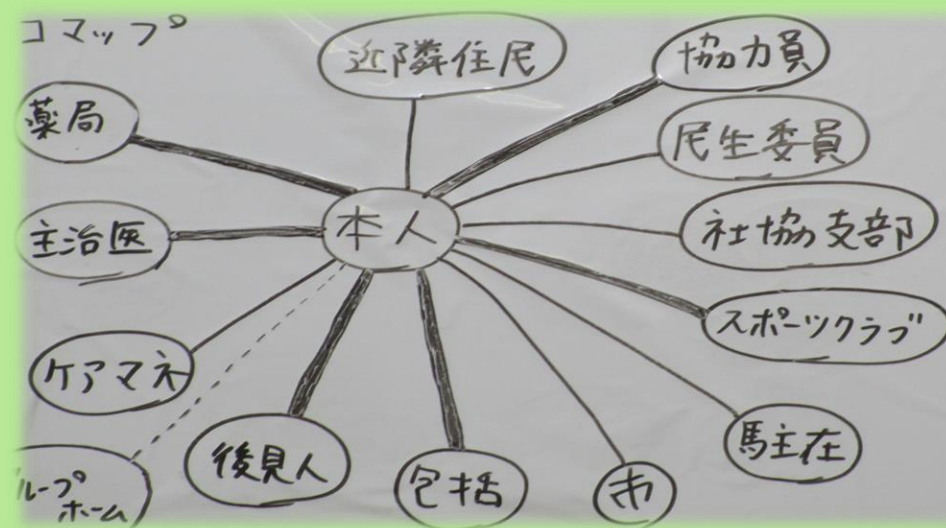 コマップ
近隣住民
協力員
薬局
民生委員
本人
主治医
社協支部
スポーツクラブ
ケアマネ
駐在
後見人
包括
市
ループ
ホーム